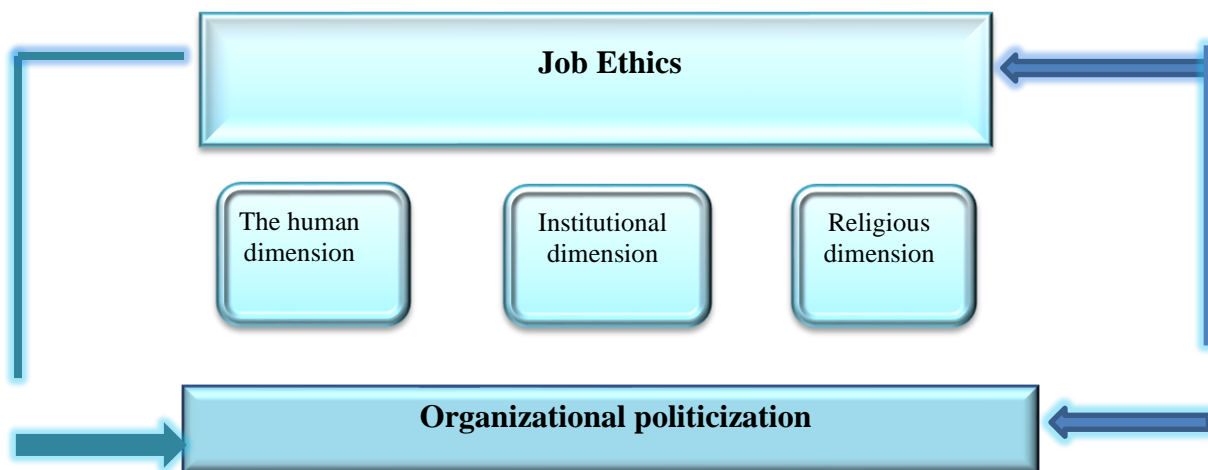 Job Ethics
The human
dimension
Institutional
dimension
Religious
dimension
Organizational politicization